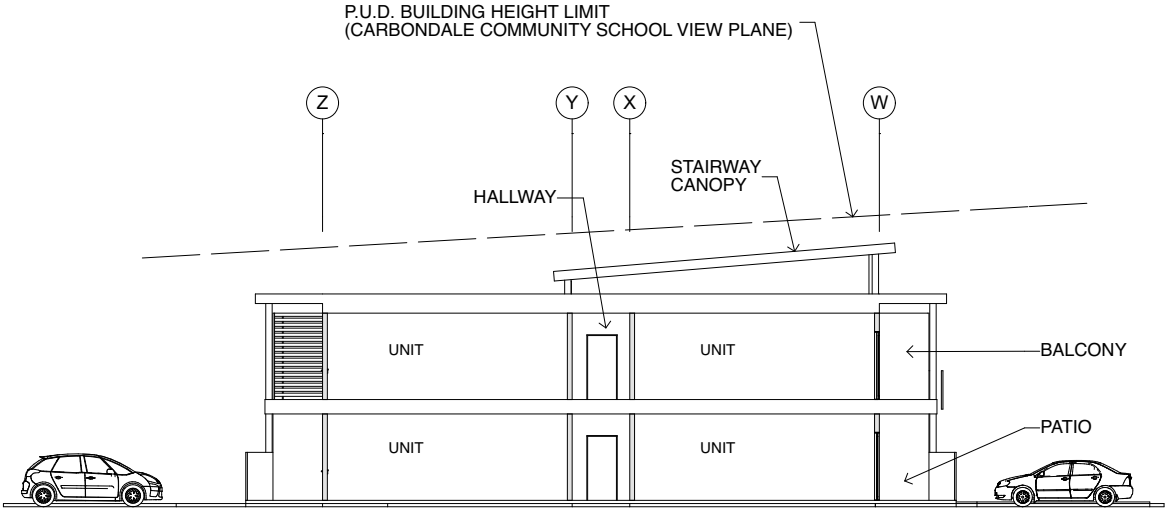 P.U.D. BUILDING HEIGHT LIMIT
(CARBONDALE COMMUNITY SCHOOL VIEW PLANE)
Z
Y
X
W
STAIRWAY
CANOPY
HALLWAY
UNIT
UNIT
BALCONY
PATIO
UNIT
UNIT